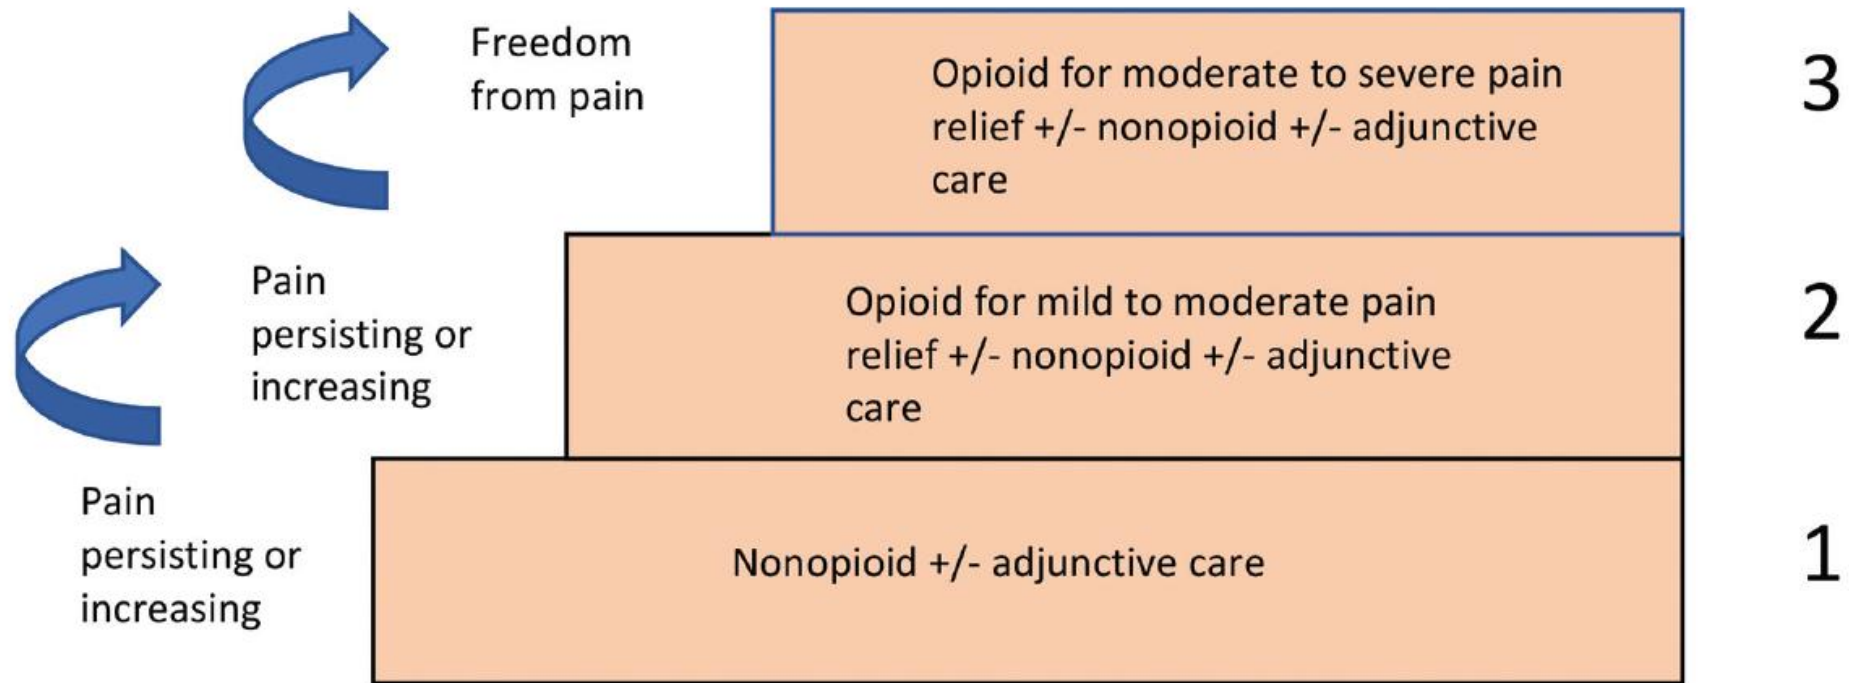 Freedom
from pain
Opioid for moderate to severe pain
relief +/- nonopioid +/- adjunctive
care
3
Pain
persisting or
increasing
Opioid for mild to moderate pain
relief +/- nonopioid +/- adjunctive
care
2
Pain
persisting or
increasing
Nonopioid +/- adjunctive care
1